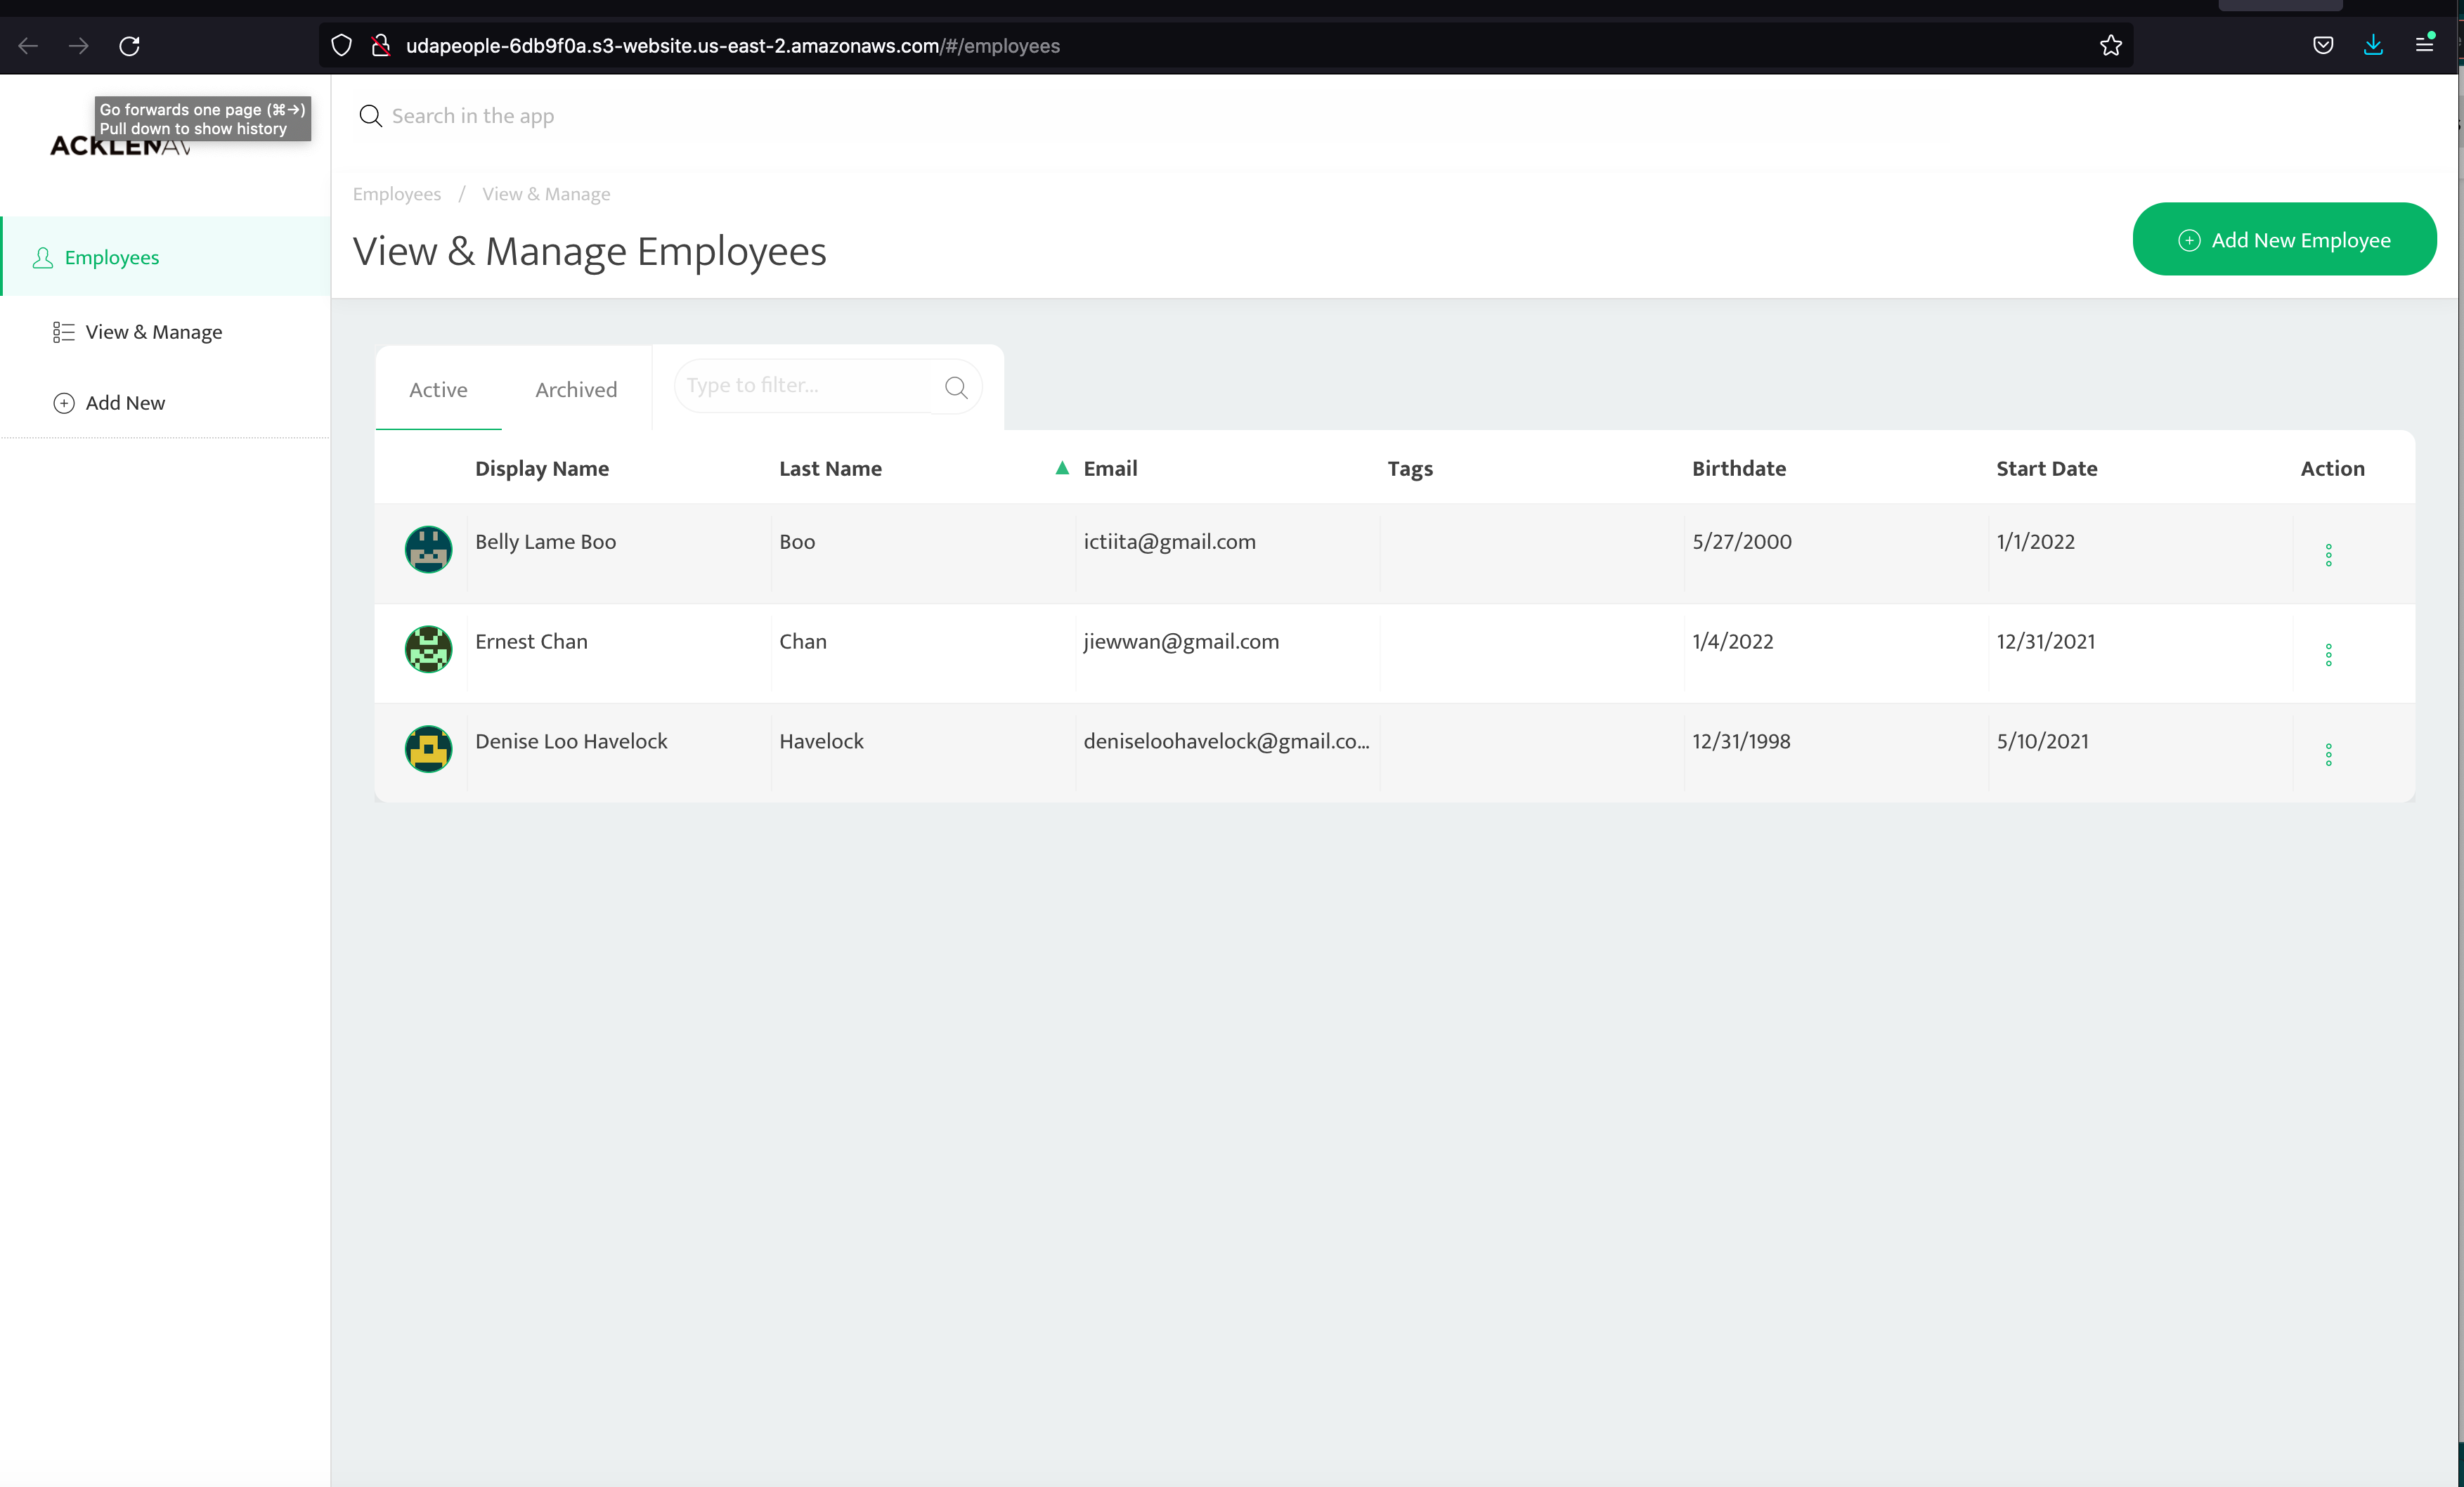 udapeople-6db9f0a.s3-website.us-east-2.amazonaws.com/#/employees
Go forwards one page (⌘→)
Pull down to show history
Search in the app
Employees / View & Manage
View & Manage Employees
Add New Employee
Employees
View & Manage
Add New
Active Archived Type to filter...
Display Name Last Name ▲ Email Tags Birthdate Start Date Action
Belly Lame Boo Boo ictiita@gmail.com 5/27/2000 1/1/2022
Ernest Chan Chan jiewwan@gmail.com 1/4/2022 12/31/2021
Denise Loo Havelock Havelock deniseloohavelock@gmail.co... 12/31/1998 5/10/2021